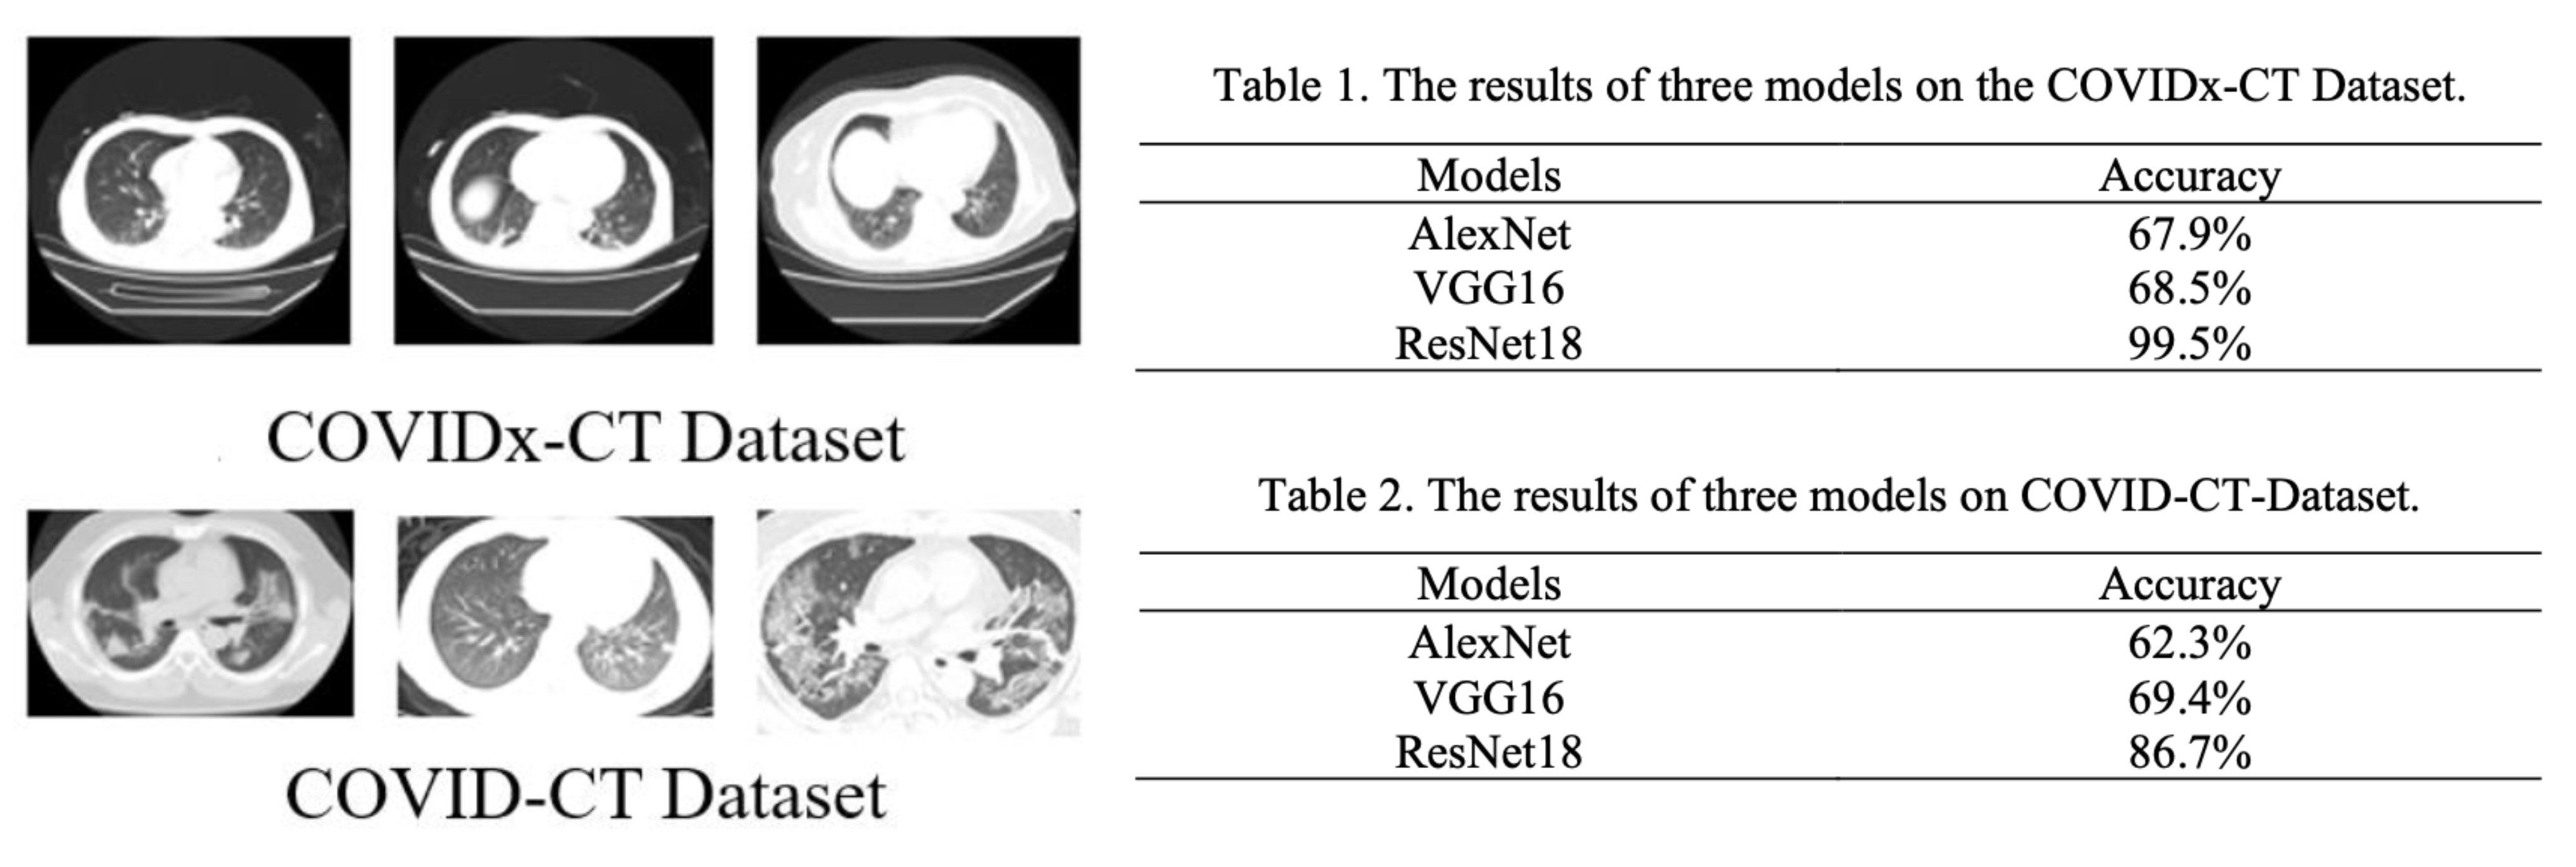 COVIDx-CT Dataset
COVID-CT Dataset
Table 1. The results of three models on the COVIDx-CT Dataset.
Models Accuracy
AlexNet 67.9%
VGG16 68.5%
ResNet18 99.5%
Table 2. The results of three models on COVID-CT-Dataset.
Models Accuracy
AlexNet 62.3%
VGG16 69.4%
ResNet18 86.7%